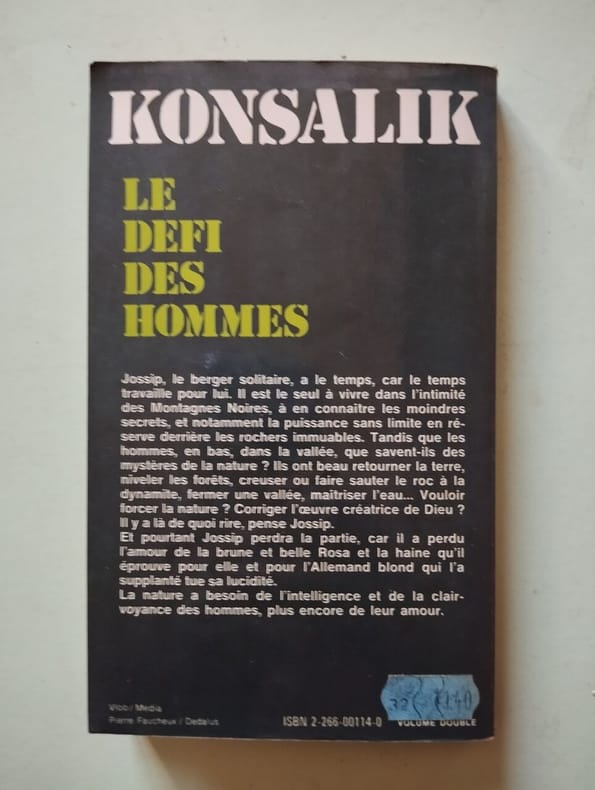 KONSALIK
LE
DEFI
DES
HOMMES
Jossip, le berger solitaire, a le temps, car le temps
travaille pour lui. Il est le seul à vivre dans l'intimité
des Montagnes Noires, à en connaitre les moindres
secrets, et notamment la puissance sans limite en ré-
serve derrière les rochers immuables. Tandis que les
hommes, en bas, dans la vallée, que savent-ils des
mystères de la nature ? Ils ont beau retourner la terre,
niveler les forêts, creuser ou faire sauter le roc à la
dynamite, fermer une vallée, maitriser l'eau... Vouloir
forcer la nature ? Corriger l'œuvre créatrice de Dieu ?
Il y a là de quoi rire, pense Jossip.
Et pourtant Jossip perdra la partie, car il a perdu
l'amour de la brune et belle Rosa et la haine qu'il
éprouve pour elle et pour l'Allemand blond qui l'a
supplanté tue sa lucidité.
La nature a besoin de l'intelligence et de la clair-
voyance des hommes, plus encore de leur amour.
Vloo / Media
Pierre Faucheux / Dedalus
ISBN 2-266-00114-0
VOLUME DOUBLE